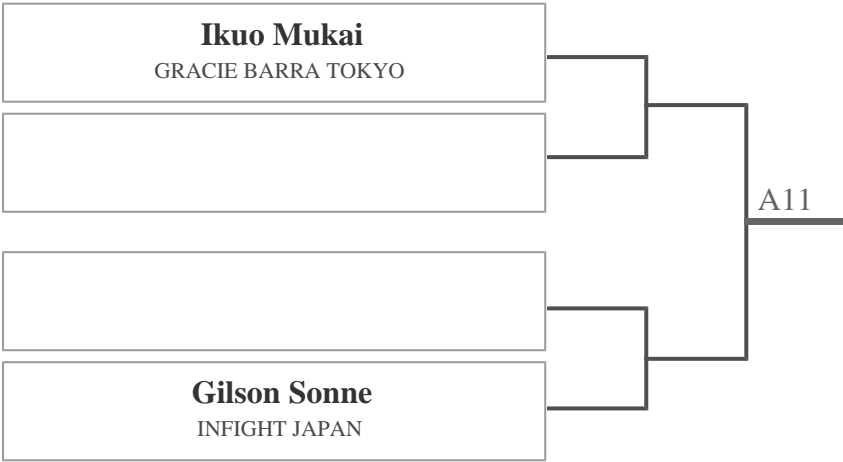 Ikuo Mukai
GRACIE BARRA TOKYO
A11
Gilson Sonne
INFIGHT JAPAN